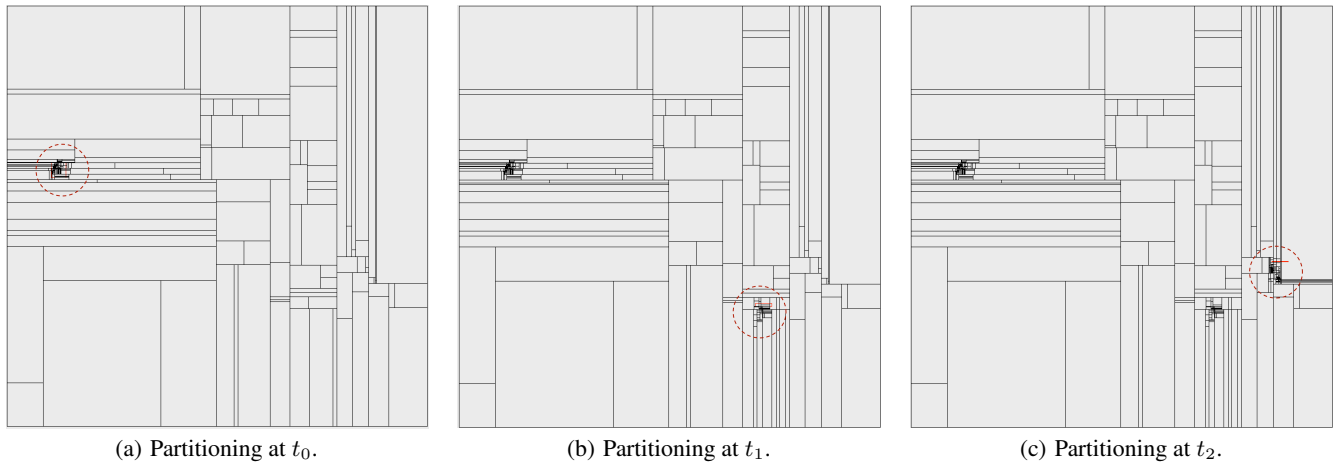 (a) Partitioning at t₀.
(b) Partitioning at t₁.
(c) Partitioning at t₂.